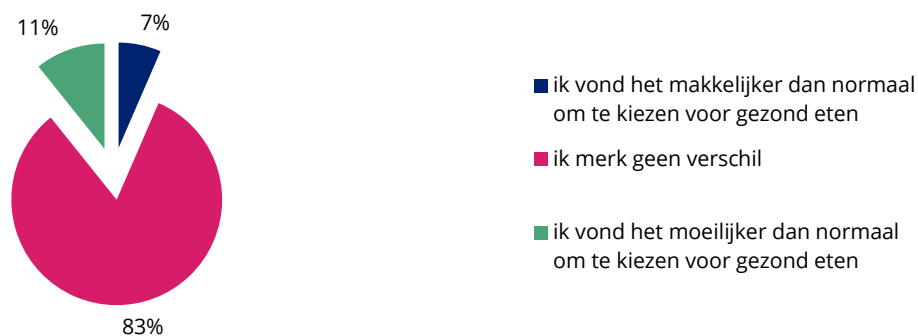 11%
7%
83%
ik vond het makkelijker dan normaal
om te kiezen voor gezond eten
ik merk geen verschil
ik vond het moeilijker dan normaal
om te kiezen voor gezond eten